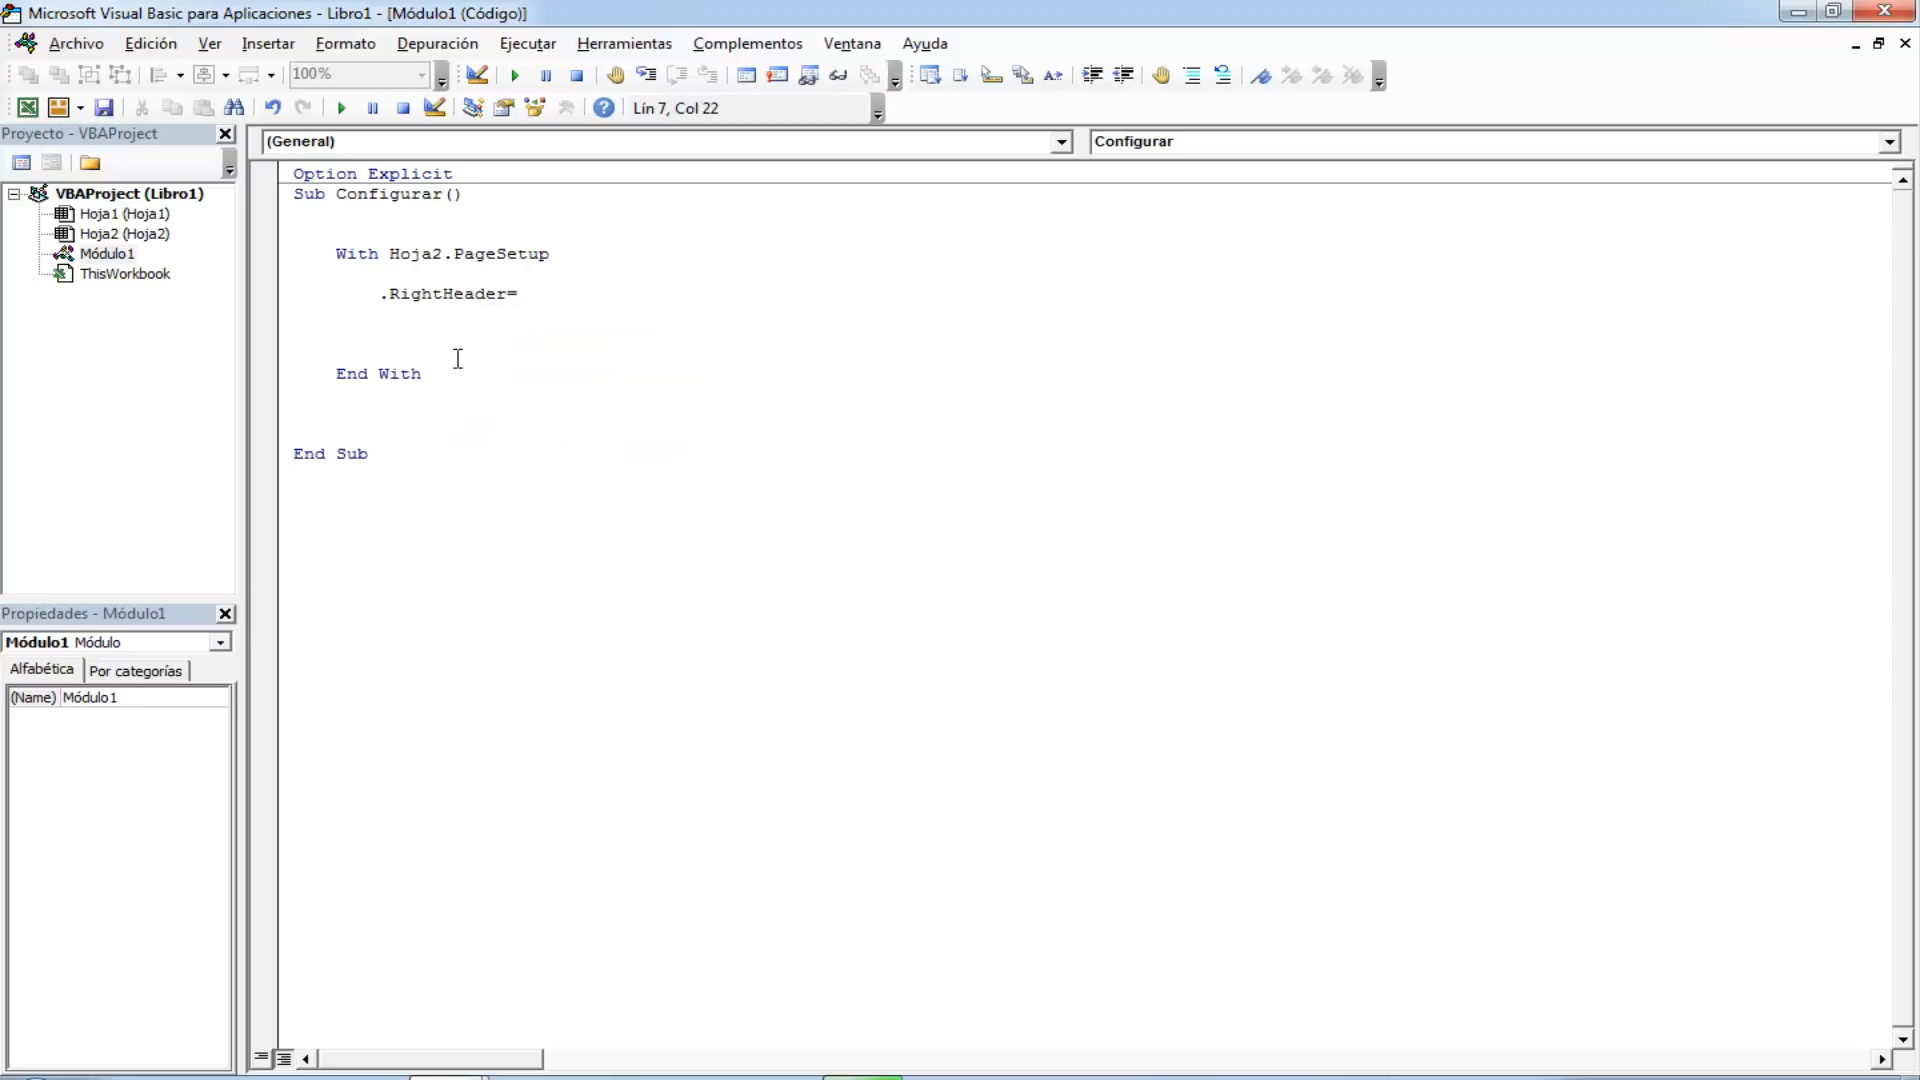 Microsoft Visual Basic para Aplicaciones - Libro1 - [Módulo1 (Código)]
Archivo Edición Ver Insertar Formato Depuración Ejecutar Herramientas Complementos Ventana Ayuda
100%
Lín 7, Col 22
Proyecto - VBAProject
(General) Configurar
VBAProject (Libro1)
Hoja1 (Hoja1)
Hoja2 (Hoja2)
Módulo1
ThisWorkbook
Option Explicit
Sub Configurar()
With Hoja2.PageSetup
.RightHeader=
End With
End Sub
Propiedades - Módulo1
Módulo1 Módulo
Alfabética Por categorías
(Name) Módulo1